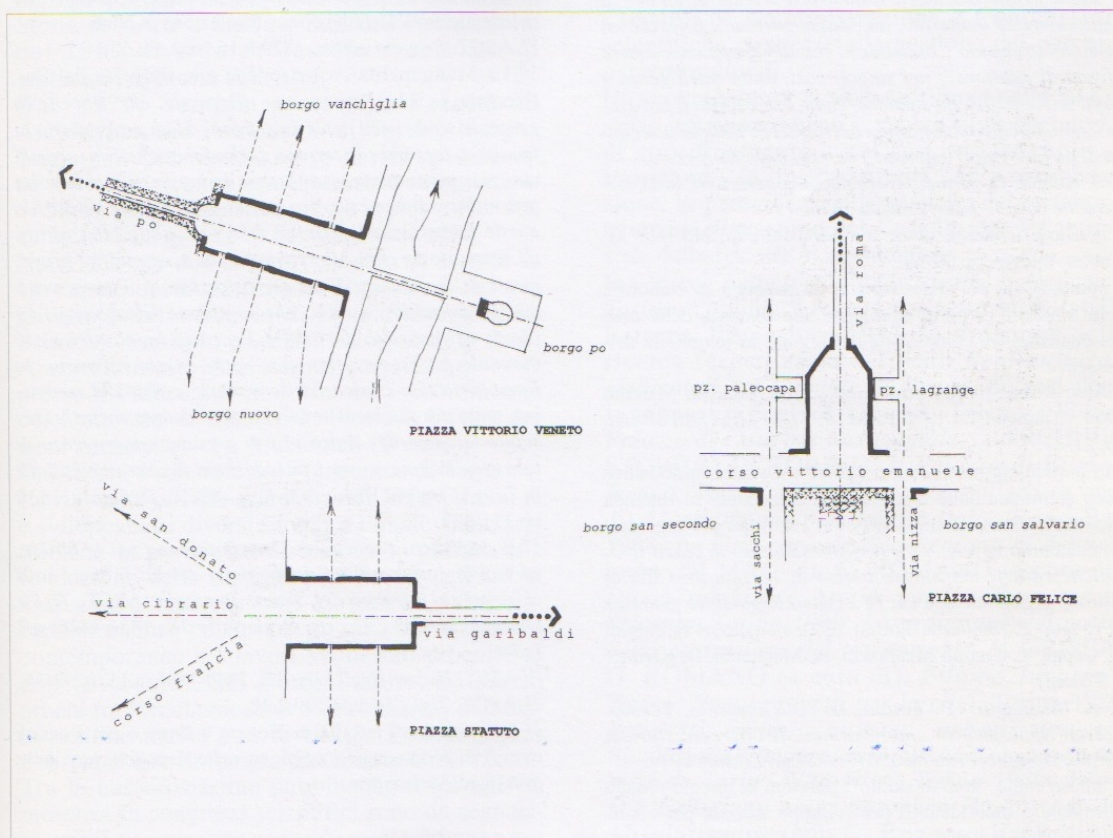 borgo vanchiglia
via po
borgo po
borgo nuovo
PIAZZA VITTORIO VENETO
via san donato
via cibrario
corso francia
via garibaldi
PIAZZA STATUTO
via roma
pz. paleocapa
pz. lagrange
corso vittorio emanuele
borgo san secondo
borgo san salvario
via sacchi
via nizza
PIAZZA CARLO FELICE